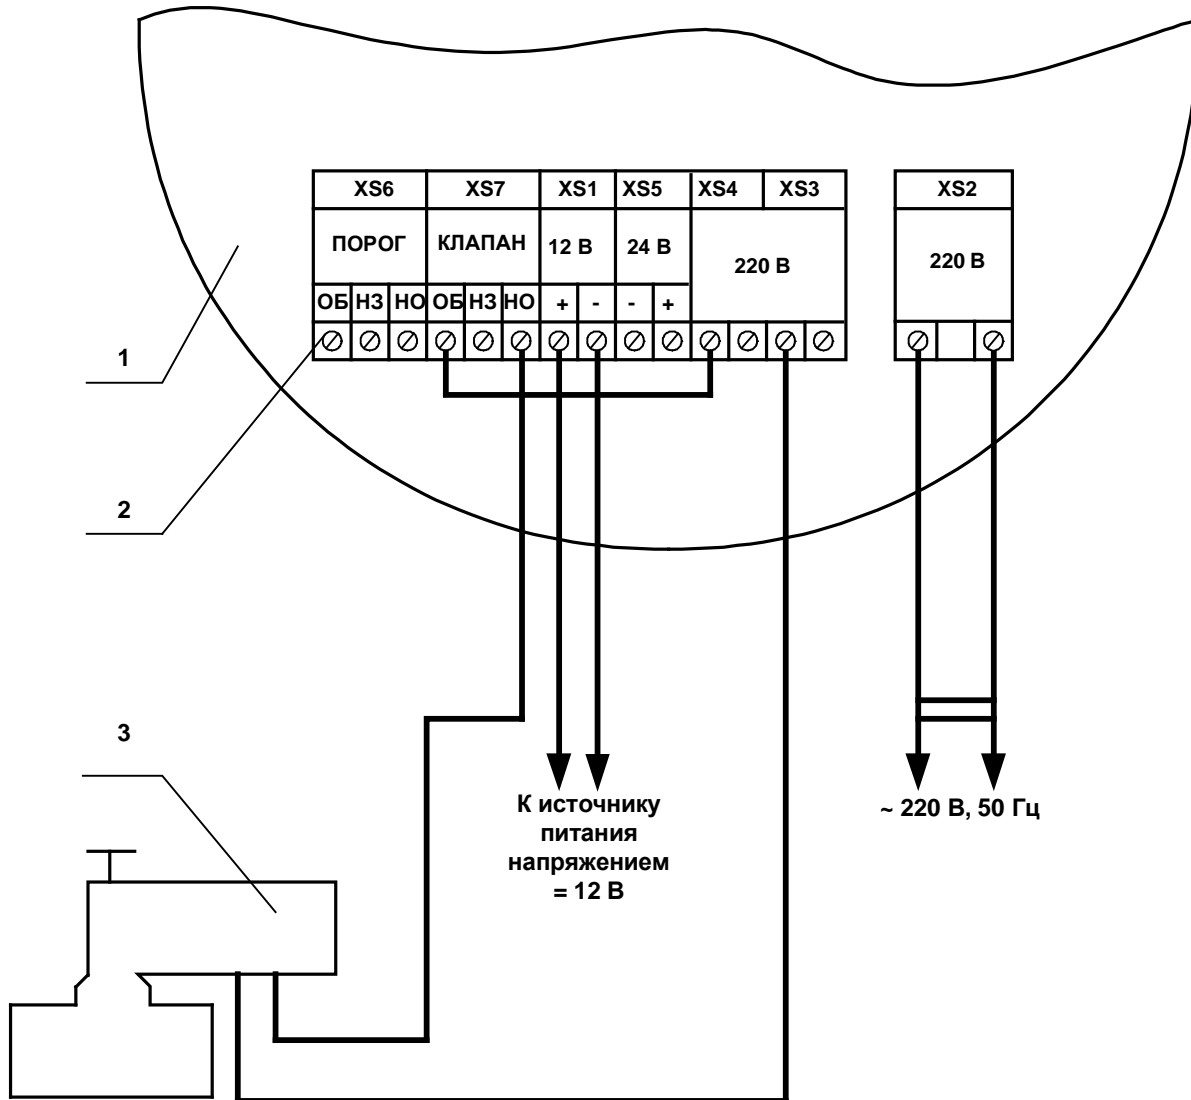 XS6 XS7 XS1 XS5 XS4 XS3 XS2
ПОРОГ КЛАПАН 12 В 24 В 220 В 220 В
ОБ НЗ НО ОБ НЗ НО + - - +
1
2
3
К источнику
питания
напряжением
= 12 В
~ 220 В, 50 Гц